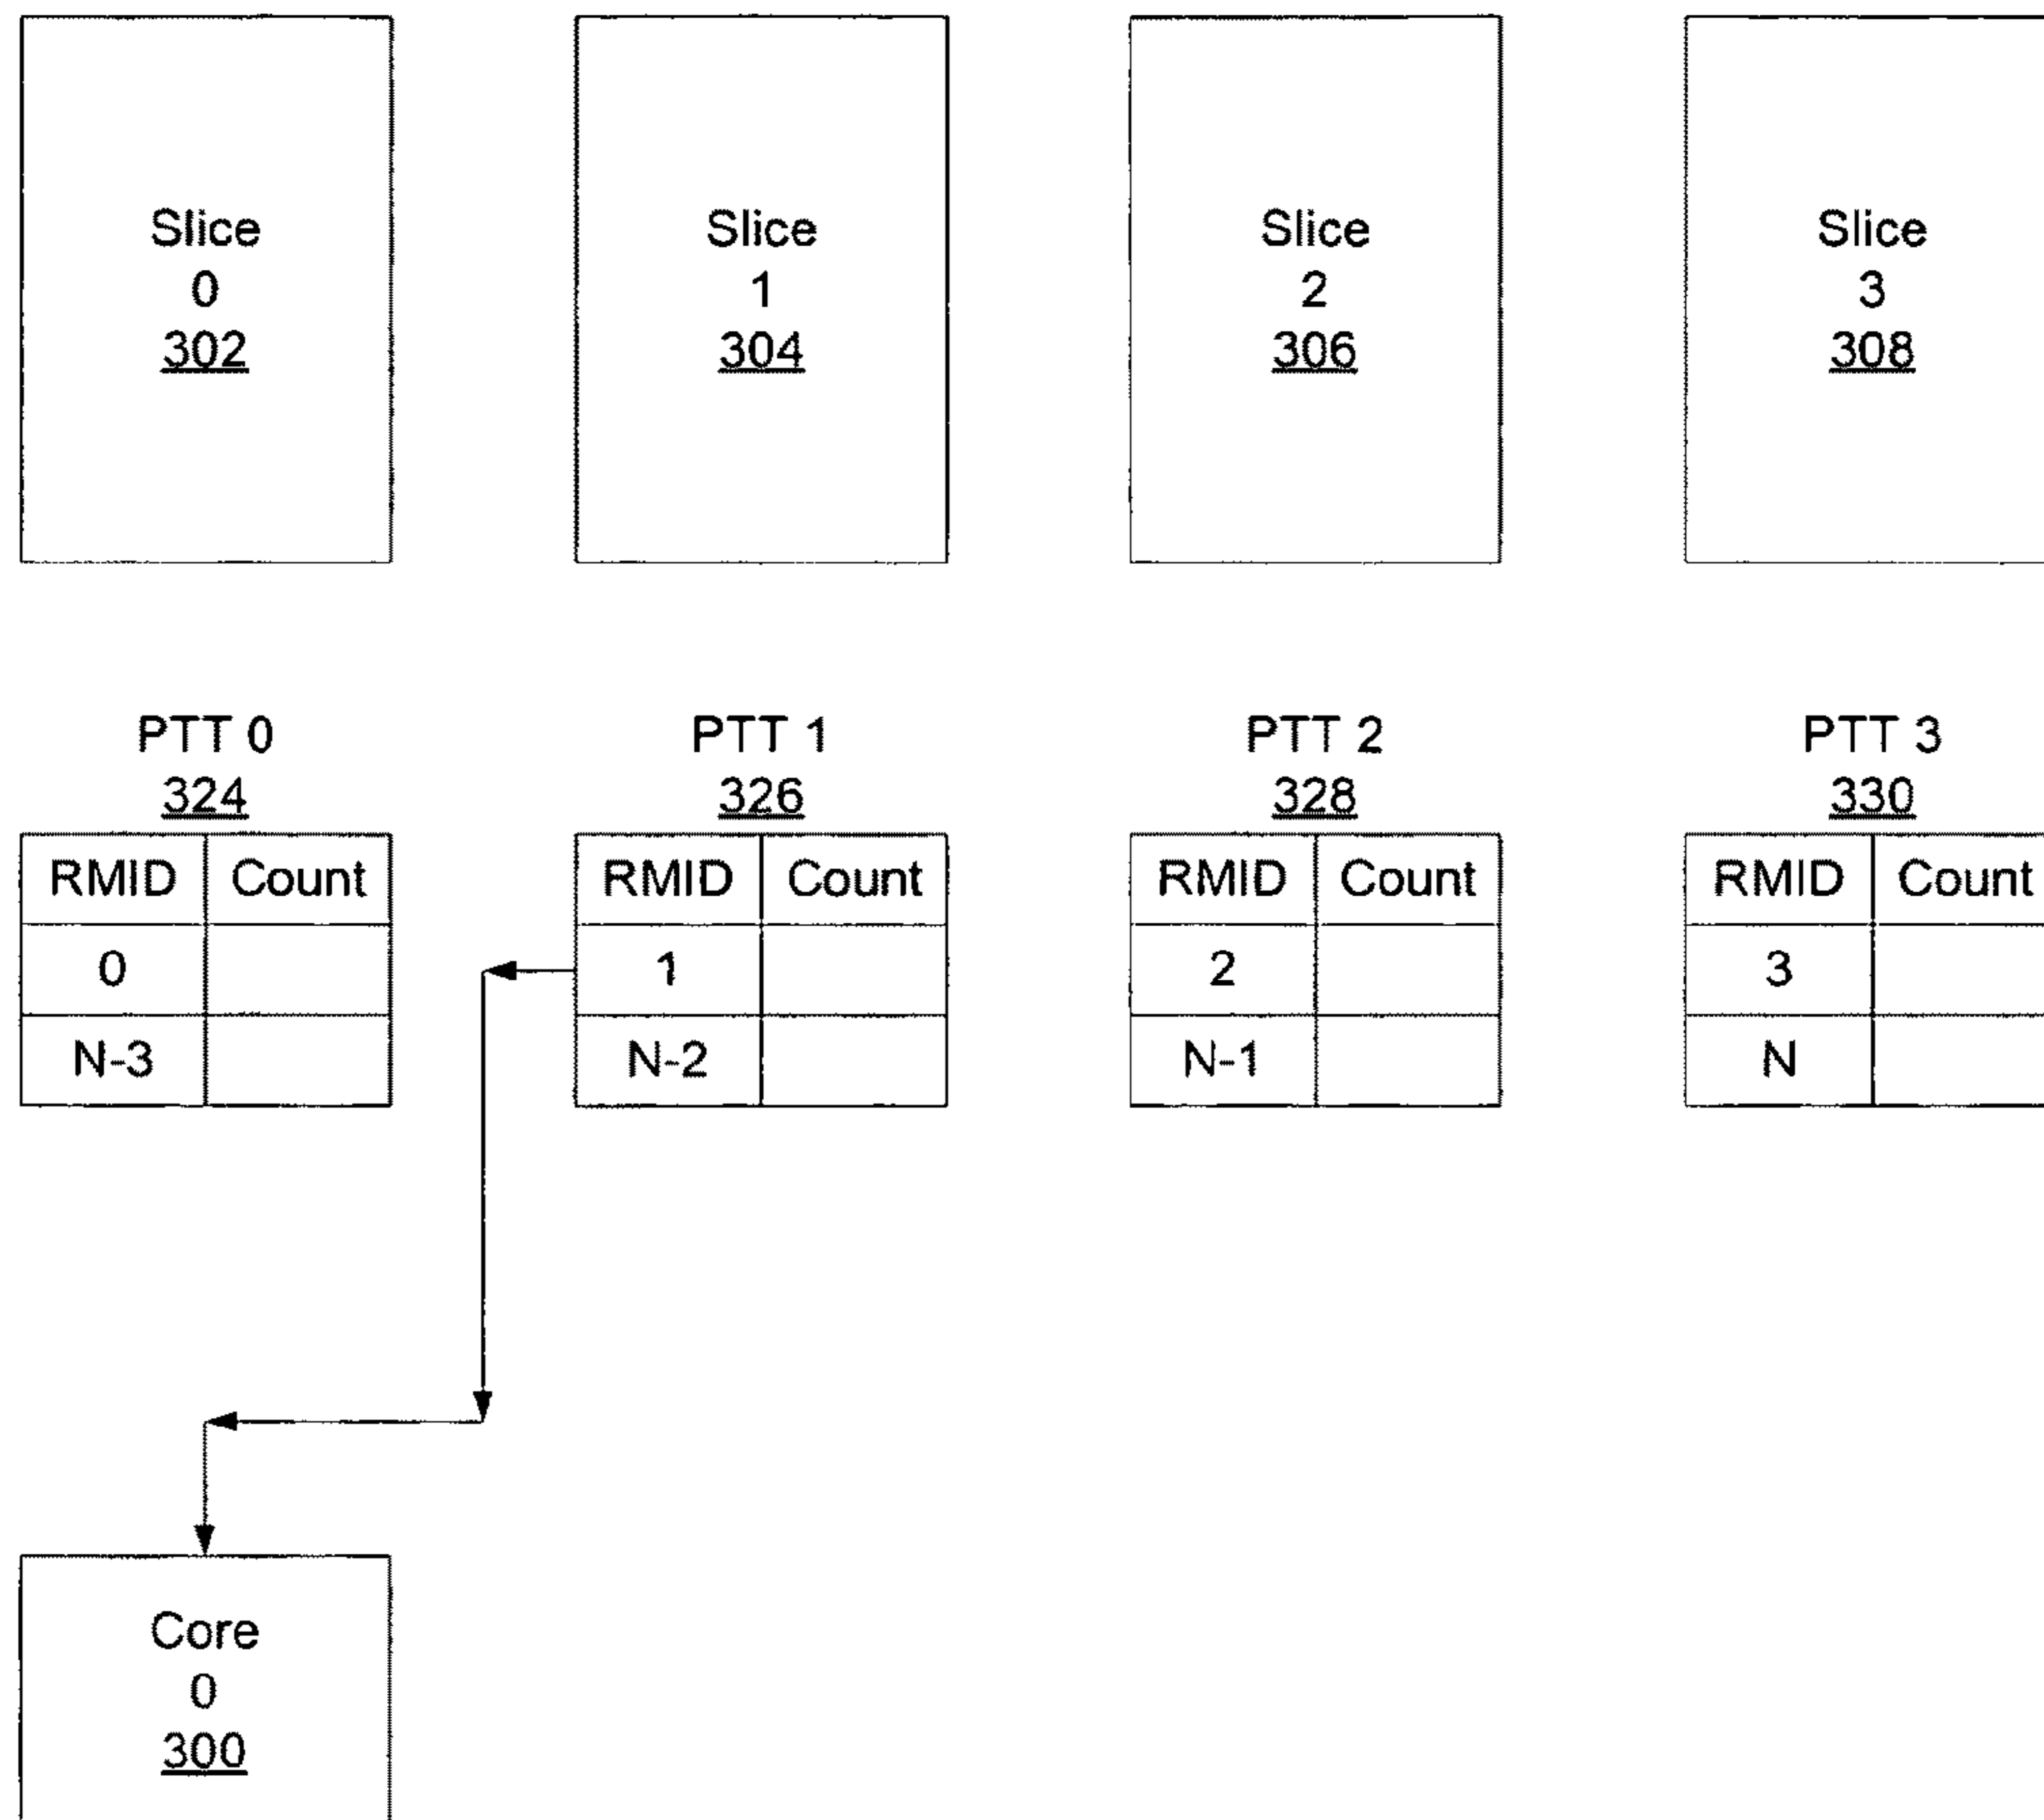 Slice
0
302
Slice
1
304
Slice
2
306
Slice
3
308
PTT 0
324
RMID Count
0
N-3
PTT 1
326
RMID Count
1
N-2
PTT 2
328
RMID Count
2
N-1
PTT 3
330
RMID Count
3
N
Core
0
300